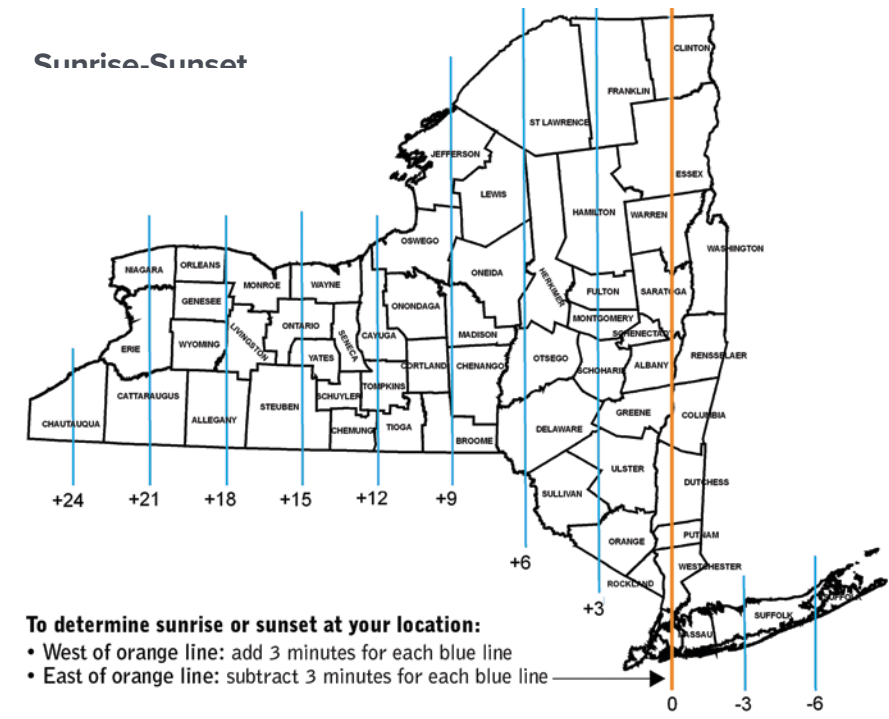 Sunrise-Sunset
CLINTON
FRANKLIN
ST LAWRENCE
JEFFERSON
ESSEX
LEWIS
HAMILTON
WARREN
OSWEGO
WASHINGTON
NIAGARA
ORLEANS
MONROE
WAYNE
ONEIDA
HERKIMER
FULTON
SARATOGA
GENESEE
ONONDAGA
MONTGOMERY
ERIE
WYOMING
LIVINGSTON
ONTARIO
SENECA
CAYUGA
MADISON
SCHENECTADY
YATES
CORTLAND
CHENANGO
OTSEGO
SCHOHARIE
ALBANY
RENSSELAER
CHAUTAUQUA
CATTARAUGUS
ALLEGANY
STEUBEN
SCHUYLER
TOMPKINS
CHEMUNG
TIOGA
BROOME
DELAWARE
GREENE
COLUMBIA
ULSTER
DUTCHESS
SULLIVAN
+24 +21 +18 +15 +12 +9
ORANGE
PUTNAM
+6
WESTCHESTER
ROCKLAND
+3
SUFFOLK
SUFFOLK
NASSAU
To determine sunrise or sunset at your location:
• West of orange line: add 3 minutes for each blue line
• East of orange line: subtract 3 minutes for each blue line
0 -3 -6